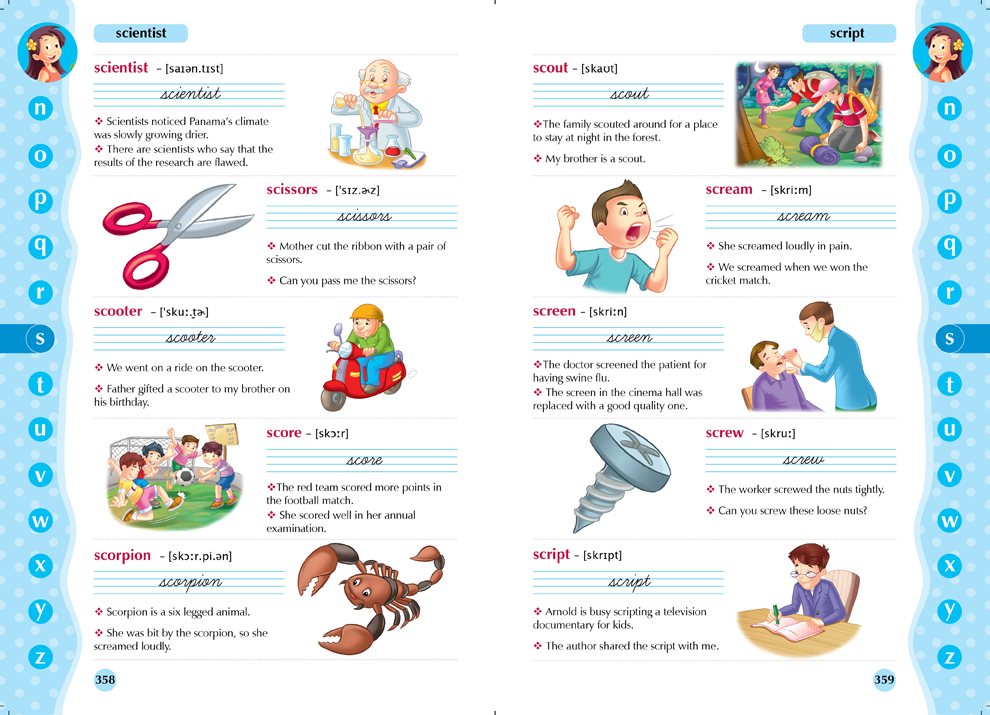 scientist
scientist – [saɪən.tɪst]
scientist
❖ Scientists noticed Panama's climate
was slowly growing drier.
❖ There are scientists who say that the
results of the research are flawed.
scissors – ['sɪz.ɚz]
scissors
❖ Mother cut the ribbon with a pair of
scissors.
❖ Can you pass me the scissors?
scooter – ['skuː.t̬ɚ]
scooter
❖ We went on a ride on the scooter.
❖ Father gifted a scooter to my brother on
his birthday.
score – [skɔːr]
score
❖The red team scored more points in
the football match.
❖ She scored well in her annual
examination.
scorpion – [skɔːr.pi.ən]
scorpion
❖ Scorpion is a six legged animal.
❖ She was bit by the scorpion, so she
screamed loudly.
358
n
o
p
q
r
s
t
u
v
w
x
y
z
script
scout – [skaʊt]
scout
❖The family scouted around for a place
to stay at night in the forest.
❖ My brother is a scout.
scream – [skriːm]
scream
❖ She screamed loudly in pain.
❖ We screamed when we won the
cricket match.
screen – [skriːn]
screen
❖The doctor screened the patient for
having swine flu.
❖ The screen in the cinema hall was
replaced with a good quality one.
screw – [skruː]
screw
❖ The worker screwed the nuts tightly.
❖ Can you screw these loose nuts?
script – [skrɪpt]
script
❖ Arnold is busy scripting a television
documentary for kids.
❖ The author shared the script with me.
359
n
o
p
q
r
s
t
u
v
w
x
y
z